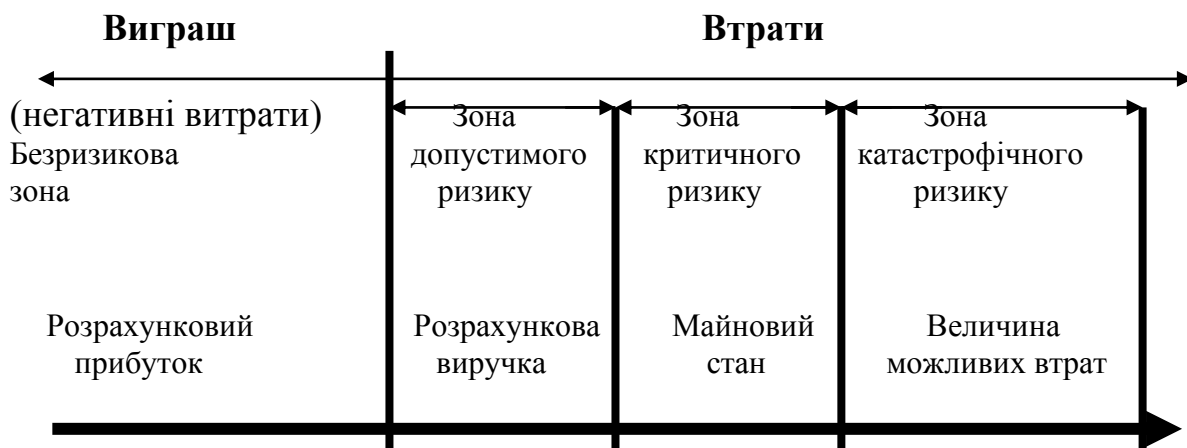 Виграш
Втрати
(негативні витрати)
Безризикова
зона
Зона
допустимого
ризику
Зона
критичного
ризику
Зона
катастрофічного
ризику
Розрахунковий
прибуток
Розрахункова
виручка
Майновий
стан
Величина
можливих втрат